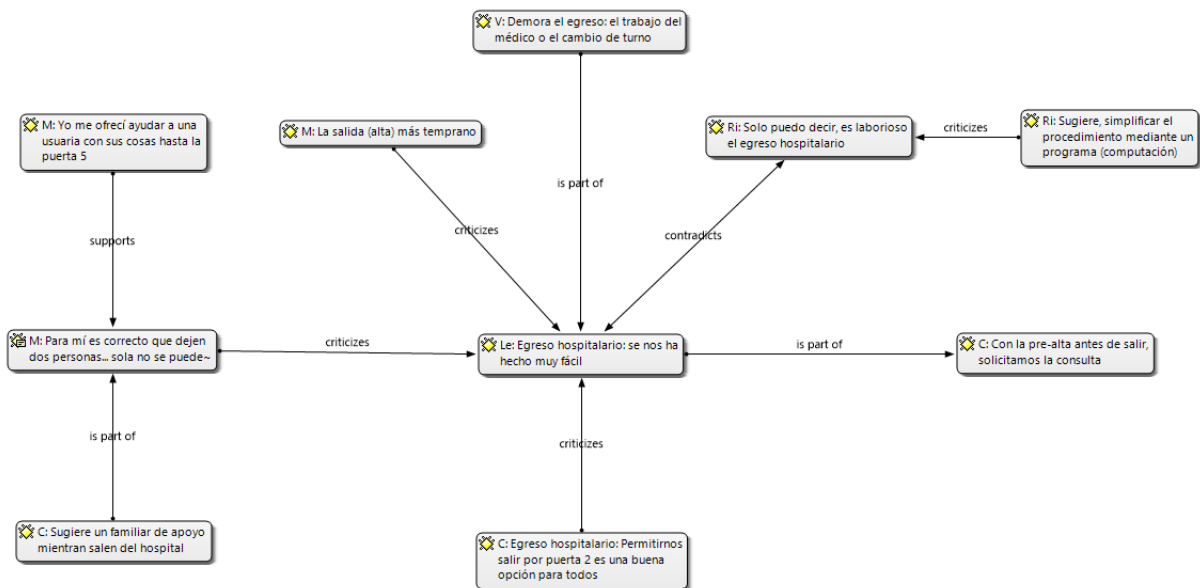 V: Demora el egreso: el trabajo del
médico o el cambio de turno
M: Yo me ofrecí ayudar a una
usuaria con sus cosas hasta la
puerta 5
M: La salida (alta) más temprano
Ri: Solo puedo decir, es laborioso
el egreso hospitalario
criticizes
Ri: Sugiere, simplificar el
procedimiento mediante un
programa (computación)
is part of
criticizes
contradicts
supports
M: Para mí es correcto que dejen
dos personas... sola no se puede~
criticizes
Le: Egreso hospitalario: se nos ha
hecho muy fácil
is part of
C: Con la pre-alta antes de salir,
solicitamos la consulta
is part of
criticizes
C: Sugiere un familiar de apoyo
mientran salen del hospital
C: Egreso hospitalario: Permitirnos
salir por puerta 2 es una buena
opción para todos